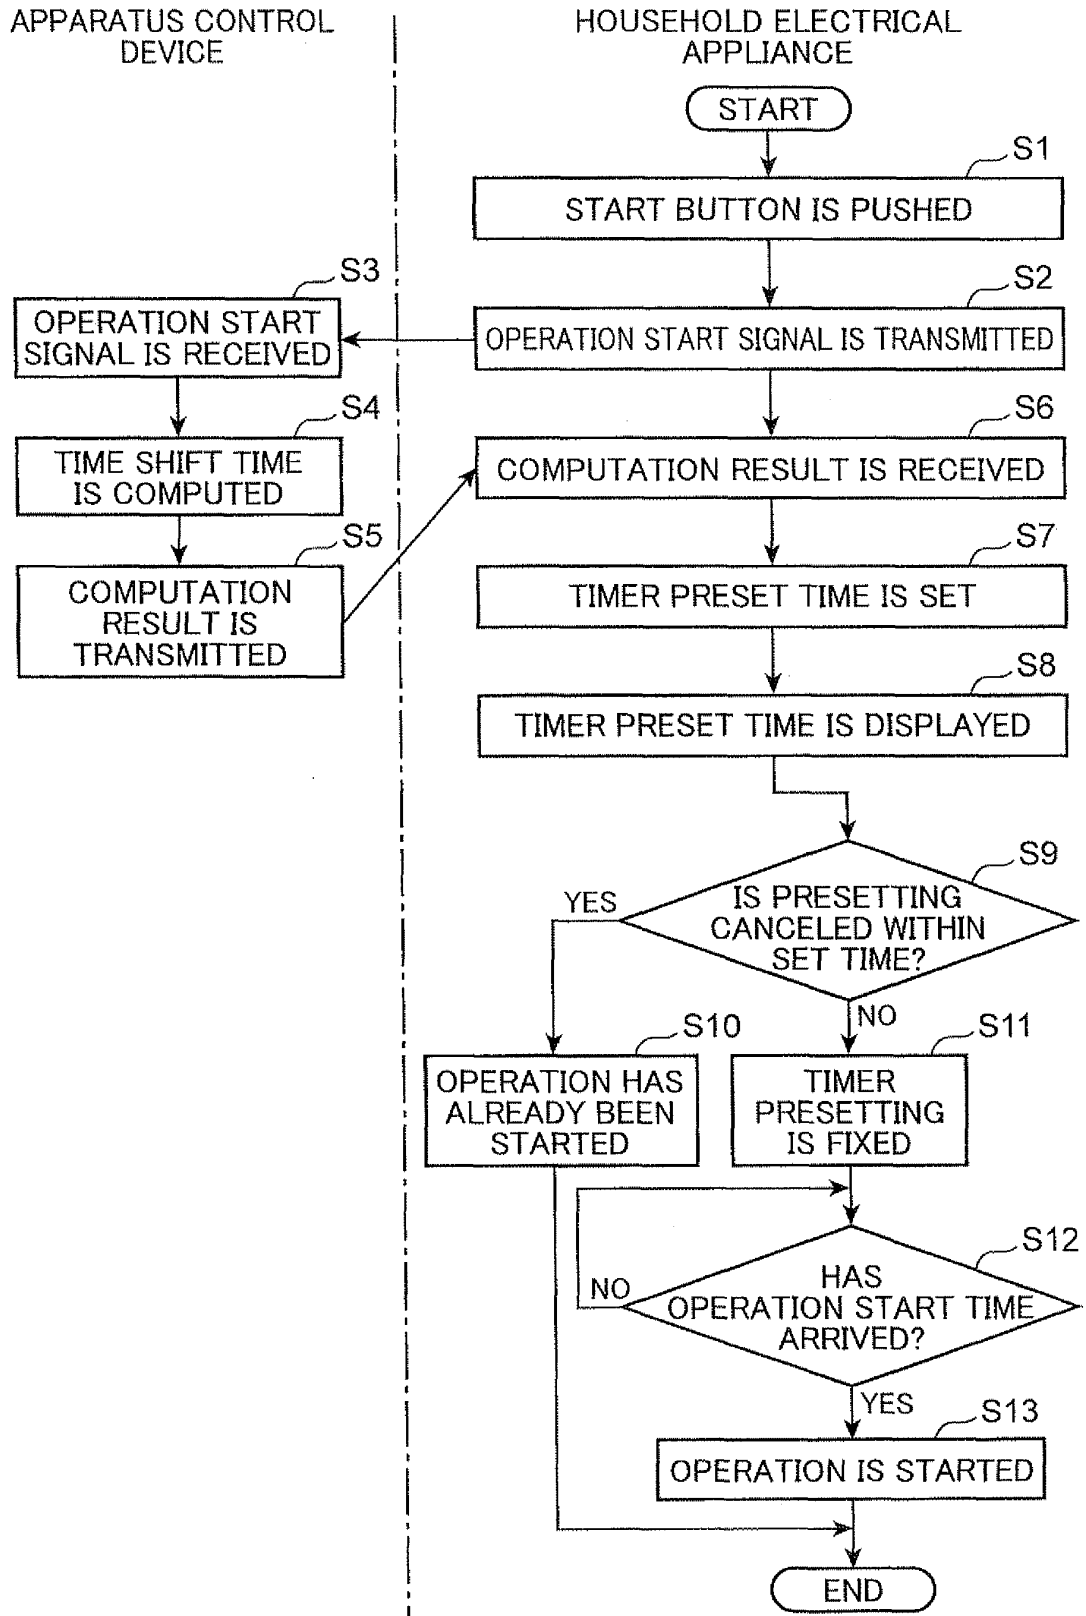 APPARATUS CONTROL
DEVICE
HOUSEHOLD ELECTRICAL
APPLIANCE
START
S1
START BUTTON IS PUSHED
S2
OPERATION START SIGNAL IS TRANSMITTED
S3
OPERATION START
SIGNAL IS RECEIVED
S4
TIME SHIFT TIME
IS COMPUTED
S5
COMPUTATION
RESULT IS
TRANSMITTED
S6
COMPUTATION RESULT IS RECEIVED
S7
TIMER PRESET TIME IS SET
S8
TIMER PRESET TIME IS DISPLAYED
S9
IS PRESETTING
CANCELED WITHIN
SET TIME?
YES
NO
S10
OPERATION HAS
ALREADY BEEN
STARTED
S11
TIMER
PRESETTING
IS FIXED
S12
HAS
OPERATION START TIME
ARRIVED?
NO
YES
S13
OPERATION IS STARTED
END